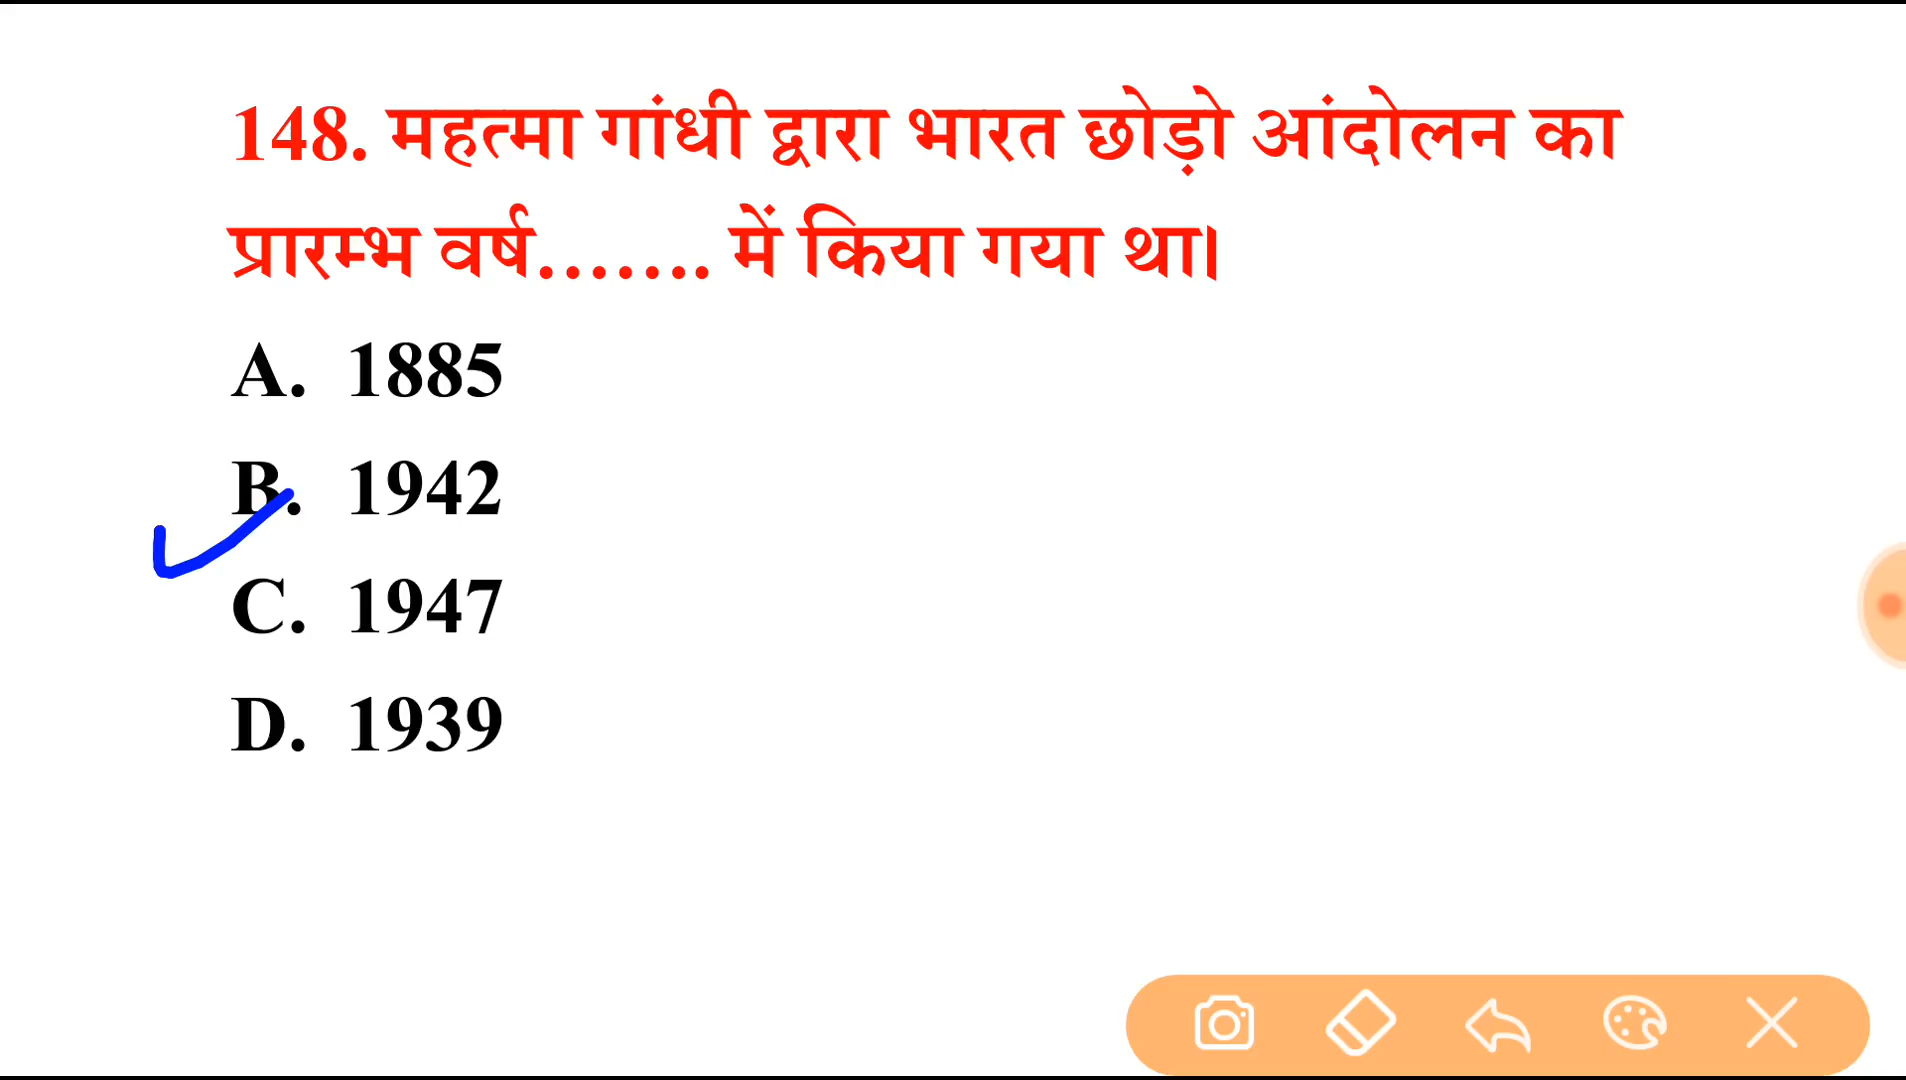 148. महत्मा गांधी द्वारा भारत छोड़ो आंदोलन का
प्रारम्भ वर्ष....... में किया गया था।
A. 1885
B. 1942
C. 1947
D. 1939